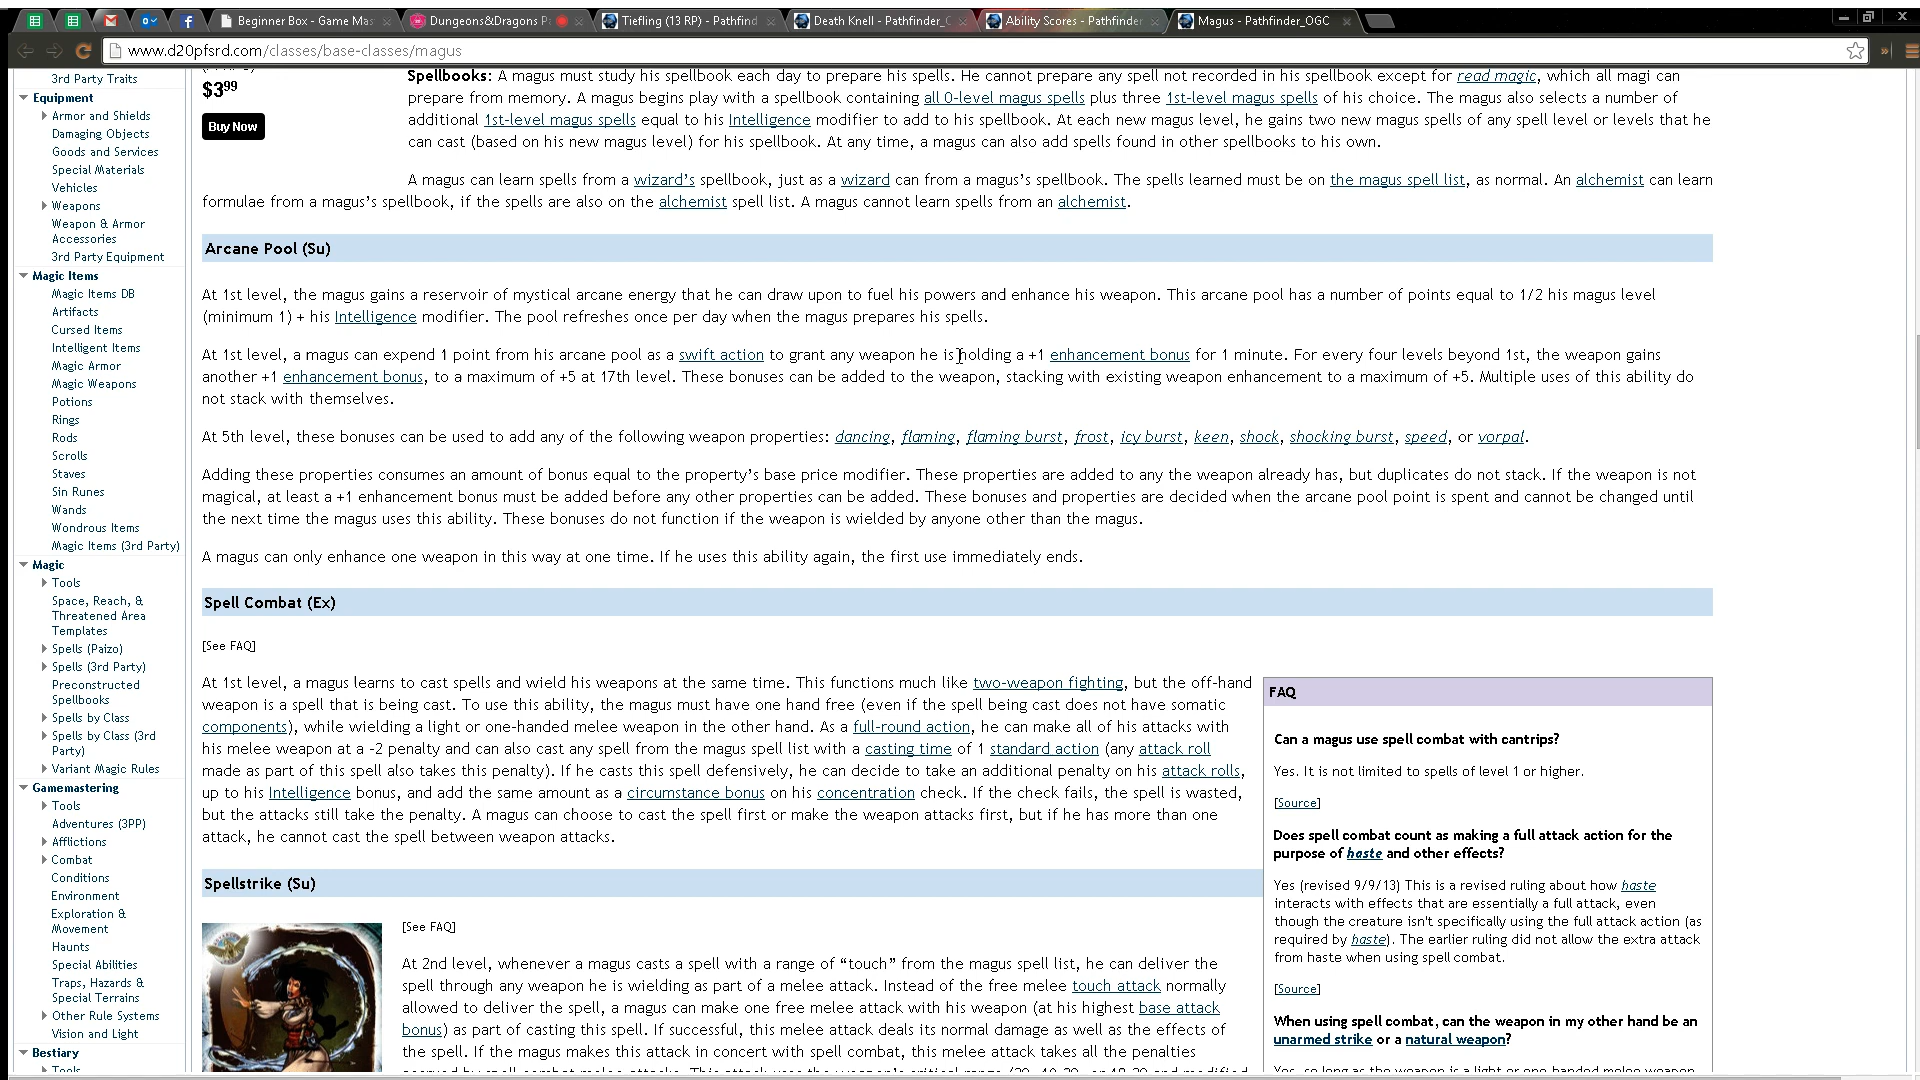 Beginner Box - Game Mas
Dungeons&Dragons P
Tiefling (13 RP) - Pathfind
Death Knell - Pathfinder_O
Ability Scores - Pathfinder
Magus - Pathfinder_OGC
www.d20pfsrd.com/classes/base-classes/magus
3rd Party Traits
Equipment
Armor and Shields
Damaging Objects
Goods and Services
Special Materials
Vehicles
Weapons
Weapon & Armor
Accessories
3rd Party Equipment
Magic Items
Magic Items DB
Artifacts
Cursed Items
Intelligent Items
Magic Armor
Magic Weapons
Potions
Rings
Rods
Scrolls
Staves
Sin Runes
Wands
Wondrous Items
Magic Items (3rd Party)
Magic
Tools
Space, Reach, &
Threatened Area
Templates
Spells (Paizo)
Spells (3rd Party)
Preconstructed
Spellbooks
Spells by Class
Spells by Class (3rd
Party)
Variant Magic Rules
Gamemastering
Tools
Adventures (3PP)
Afflictions
Combat
Conditions
Environment
Exploration &
Movement
Haunts
Special Abilities
Traps, Hazards &
Special Terrains
Other Rule Systems
Vision and Light
Bestiary
Tools
$3.99
Buy Now
Spellbooks: A magus must study his spellbook each day to prepare his spells. He cannot prepare any spell not recorded in his spellbook except for read magic, which all magi can
prepare from memory. A magus begins play with a spellbook containing all 0-level magus spells plus three 1st-level magus spells of his choice. The magus also selects a number of
additional 1st-level magus spells equal to his Intelligence modifier to add to his spellbook. At each new magus level, he gains two new magus spells of any spell level or levels that he
can cast (based on his new magus level) for his spellbook. At any time, a magus can also add spells found in other spellbooks to his own.
A magus can learn spells from a wizard's spellbook, just as a wizard can from a magus's spellbook. The spells learned must be on the magus spell list, as normal. An alchemist can learn
formulae from a magus's spellbook, if the spells are also on the alchemist spell list. A magus cannot learn spells from an alchemist.
Arcane Pool (Su)
At 1st level, the magus gains a reservoir of mystical arcane energy that he can draw upon to fuel his powers and enhance his weapon. This arcane pool has a number of points equal to 1/2 his magus level
(minimum 1) + his Intelligence modifier. The pool refreshes once per day when the magus prepares his spells.
At 1st level, a magus can expend 1 point from his arcane pool as a swift action to grant any weapon he is holding a +1 enhancement bonus for 1 minute. For every four levels beyond 1st, the weapon gains
another +1 enhancement bonus, to a maximum of +5 at 17th level. These bonuses can be added to the weapon, stacking with existing weapon enhancement to a maximum of +5. Multiple uses of this ability do
not stack with themselves.
At 5th level, these bonuses can be used to add any of the following weapon properties: dancing, flaming, flaming burst, frost, icy burst, keen, shock, shocking burst, speed, or vorpal.
Adding these properties consumes an amount of bonus equal to the property's base price modifier. These properties are added to any the weapon already has, but duplicates do not stack. If the weapon is not
magical, at least a +1 enhancement bonus must be added before any other properties can be added. These bonuses and properties are decided when the arcane pool point is spent and cannot be changed until
the next time the magus uses this ability. These bonuses do not function if the weapon is wielded by anyone other than the magus.
A magus can only enhance one weapon in this way at one time. If he uses this ability again, the first use immediately ends.
Spell Combat (Ex)
[See FAQ]
At 1st level, a magus learns to cast spells and wield his weapons at the same time. This functions much like two-weapon fighting, but the off-hand
weapon is a spell that is being cast. To use this ability, the magus must have one hand free (even if the spell being cast does not have somatic
components), while wielding a light or one-handed melee weapon in the other hand. As a full-round action, he can make all of his attacks with
his melee weapon at a -2 penalty and can also cast any spell from the magus spell list with a casting time of 1 standard action (any attack roll
made as part of this spell also takes this penalty). If he casts this spell defensively, he can decide to take an additional penalty on his attack rolls,
up to his Intelligence bonus, and add the same amount as a circumstance bonus on his concentration check. If the check fails, the spell is wasted,
but the attacks still take the penalty. A magus can choose to cast the spell first or make the weapon attacks first, but if he has more than one
attack, he cannot cast the spell between weapon attacks.
Spellstrike (Su)
[See FAQ]
At 2nd level, whenever a magus casts a spell with a range of “touch” from the magus spell list, he can deliver the
spell through any weapon he is wielding as part of a melee attack. Instead of the free melee touch attack normally
allowed to deliver the spell, a magus can make one free melee attack with his weapon (at his highest base attack
bonus) as part of casting this spell. If successful, this melee attack deals its normal damage as well as the effects of
the spell. If the magus makes this attack in concert with spell combat, this melee attack takes all the penalties
FAQ
Can a magus use spell combat with cantrips?
Yes. It is not limited to spells of level 1 or higher.
[Source]
Does spell combat count as making a full attack action for the
purpose of haste and other effects?
Yes (revised 9/9/13) This is a revised ruling about how haste
interacts with effects that are essentially a full attack, even
though the creature isn't specifically using the full attack action (as
required by haste). The earlier ruling did not allow the extra attack
from haste when using spell combat.
[Source]
When using spell combat, can the weapon in my other hand be an
unarmed strike or a natural weapon?